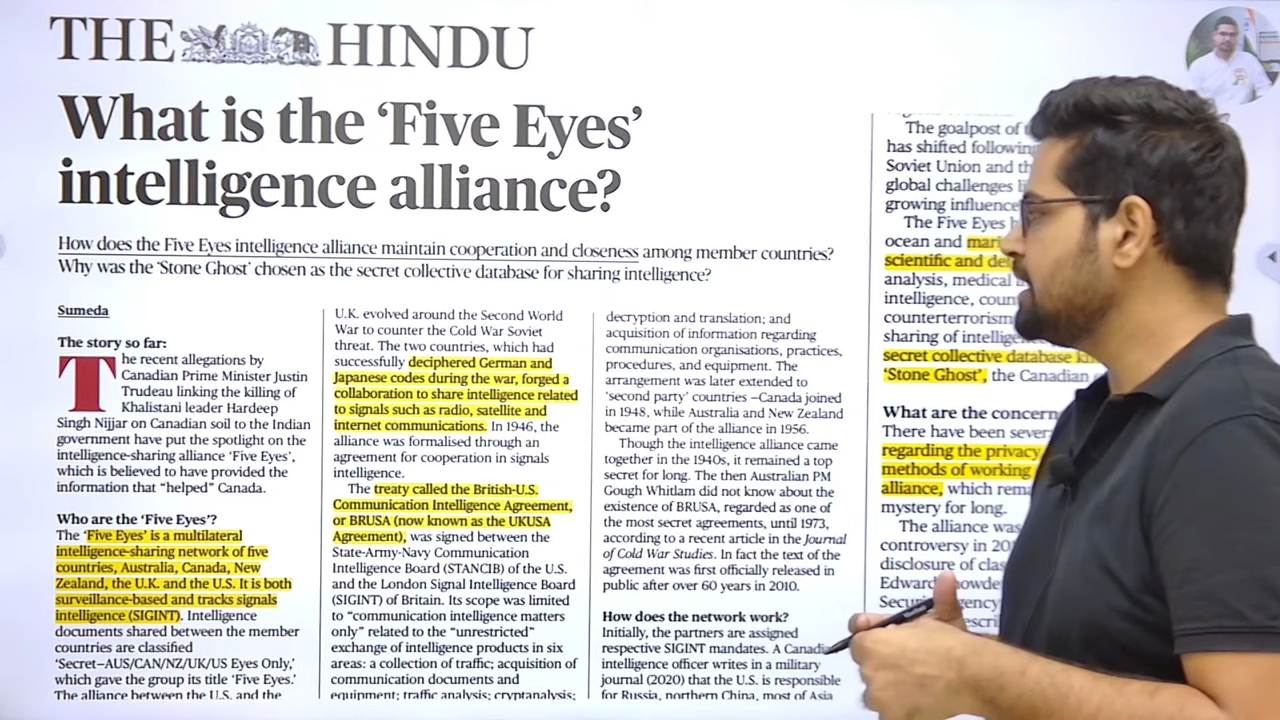 THE HINDU
What is the ‘Five Eyes’
intelligence alliance?
How does the Five Eyes intelligence alliance maintain cooperation and closeness among member countries?
Why was the ‘Stone Ghost’ chosen as the secret collective database for sharing intelligence?
Sumeda
The story so far:
The recent allegations by
Canadian Prime Minister Justin
Trudeau linking the killing of
Khalistani leader Hardeep
Singh Nijjar on Canadian soil to the Indian
government have put the spotlight on the
intelligence-sharing alliance ‘Five Eyes’,
which is believed to have provided the
information that “helped” Canada.
Who are the ‘Five Eyes’?
The ‘Five Eyes’ is a multilateral
intelligence-sharing network of five
countries, Australia, Canada, New
Zealand, the U.K. and the U.S. It is both
surveillance-based and tracks signals
intelligence (SIGINT). Intelligence
documents shared between the member
countries are classified
‘Secret–AUS/CAN/NZ/UK/US Eyes Only,’
which gave the group its title ‘Five Eyes.’
The alliance between the U.S. and the
U.K. evolved around the Second World
War to counter the Cold War Soviet
threat. The two countries, which had
successfully deciphered German and
Japanese codes during the war, forged a
collaboration to share intelligence related
to signals such as radio, satellite and
internet communications. In 1946, the
alliance was formalised through an
agreement for cooperation in signals
intelligence.
The treaty called the British-U.S.
Communication Intelligence Agreement,
or BRUSA (now known as the UKUSA
Agreement), was signed between the
State-Army-Navy Communication
Intelligence Board (STANCIB) of the U.S.
and the London Signal Intelligence Board
(SIGINT) of Britain. Its scope was limited
to “communication intelligence matters
only” related to the “unrestricted”
exchange of intelligence products in six
areas: a collection of traffic; acquisition of
communication documents and
equipment; traffic analysis; cryptanalysis;
decryption and translation; and
acquisition of information regarding
communication organisations, practices,
procedures, and equipment. The
arrangement was later extended to
‘second party’ countries –Canada joined
in 1948, while Australia and New Zealand
became part of the alliance in 1956.
Though the intelligence alliance came
together in the 1940s, it remained a top
secret for long. The then Australian PM
Gough Whitlam did not know about the
existence of BRUSA, regarded as one of
the most secret agreements, until 1973,
according to a recent article in the Journal
of Cold War Studies. In fact the text of the
agreement was first officially released in
public after over 60 years in 2010.
How does the network work?
Initially, the partners are assigned
respective SIGINT mandates. A Canadia
intelligence officer writes in a military
journal (2020) that the U.S. is responsible
for Russia, northern China, most of Asia
The goalpost of
has shifted following
Soviet Union and th
global challenges
growing influence
The Five Eyes
ocean and mari
scientific and de
analysis, medical
intelligence, coun
counterterrorism
sharing of intellige
secret collective database
‘Stone Ghost’, the Canadian
What are the concern
There have been sever
regarding the privacy
methods of working
alliance, which rema
mystery for long.
The alliance was
controversy in 20
disclosure of clas
Edward nowde
Secur gency
escri